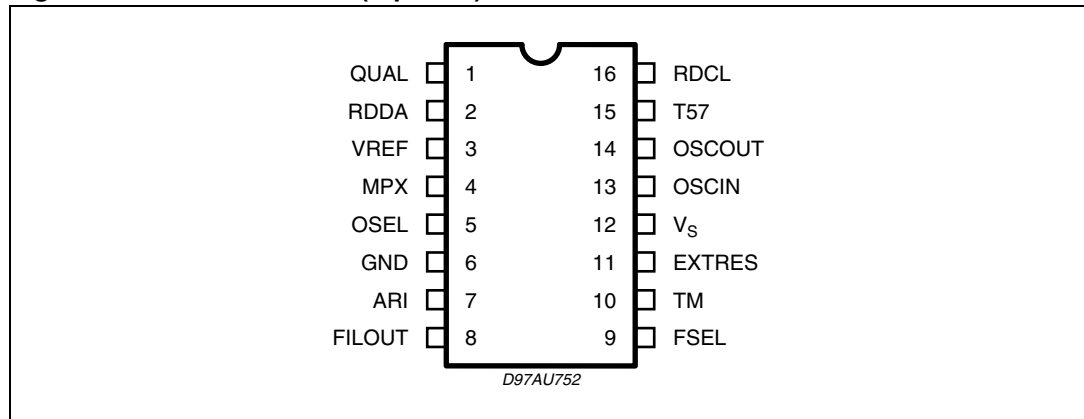 QUAL 1 16 RDCL
RDDA 2 15 T57
VREF 3 14 OSCOUT
MPX 4 13 OSCIN
OSEL 5 12 VS
GND 6 11 EXTRES
ARI 7 10 TM
FILOUT 8 9 FSEL
D97AU752